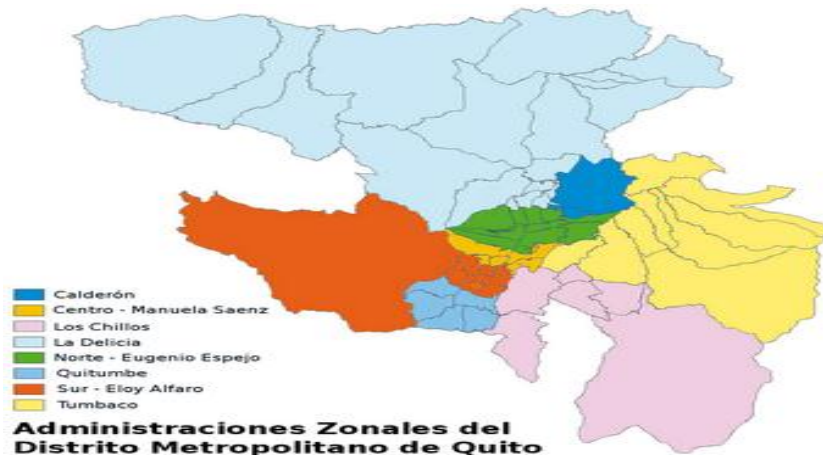 Calderón
Centro - Manuela Saenz
Los Chillos
La Delicia
Norte - Eugenio Espejo
Quitumbe
Sur - Eloy Alfaro
Tumbaco
Administraciones Zonales del
Distrito Metropolitano de Quito